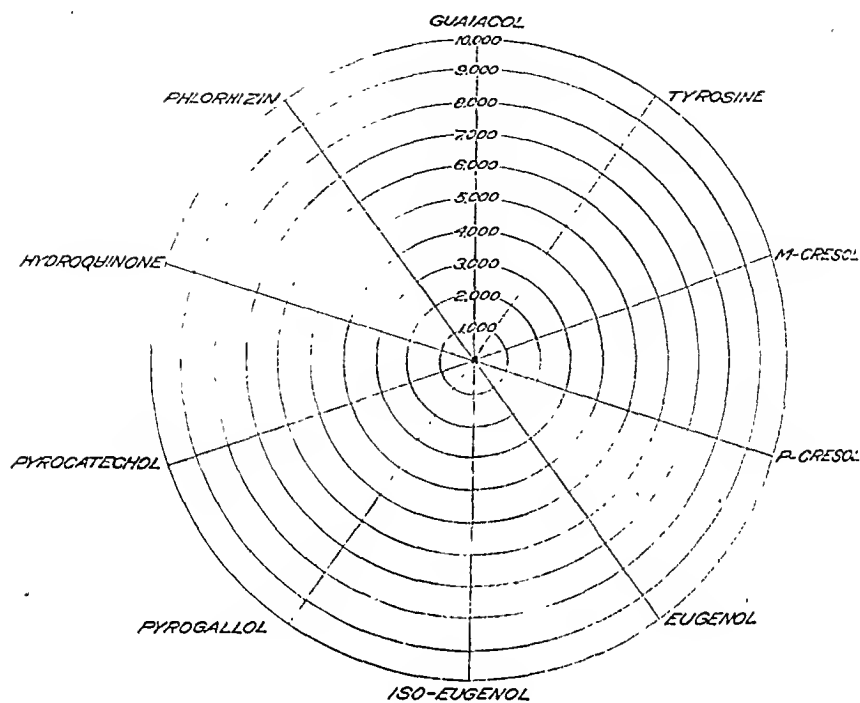 GUAIACOL
10,000
9,000
8,000
7,000
6,000
5,000
4,000
3,000
2,000
1,000
TYROSINE
M-CRESOL
P-CRESOL
EUGENOL
ISO-EUGENOL
PYROGALLOL
PYROCATECHOL
HYDROQUINONE
PHLORHIZIN